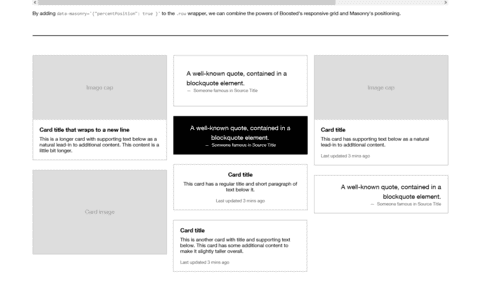 By adding data-masonry='{"percentPosition": true }' to the .row wrapper, we can combine the powers of Boosted's responsive grid and Masonry's positioning.
Image cap
Card title that wraps to a new line
This is a longer card with supporting text below as a
natural lead-in to additional content. This content is a
little bit longer.
Card image
A well-known quote, contained in a
blockquote element.
— Someone famous in Source Title
A well-known quote, contained in a
blockquote element.
— Someone famous in Source Title
Card title
This card has a regular title and short paragraph of
text below it.
Last updated 3 mins ago
Card title
This is another card with title and supporting text
below. This card has some additional content to
make it slightly taller overall.
Last updated 3 mins ago
Image cap
Card title
This card has supporting text below as a natural
lead-in to additional content.
Last updated 3 mins ago
A well-known quote, contained in a
blockquote element.
— Someone famous in Source Title